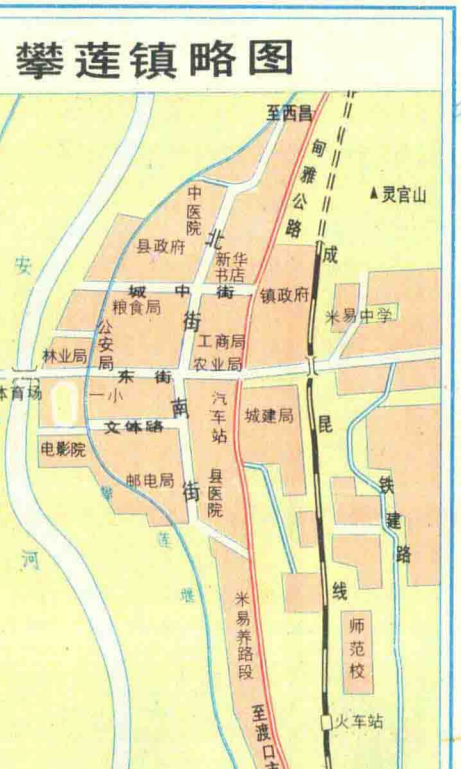 攀莲镇略图
至西昌
甸雅公路
灵官山
中医院
县政府
北街
新华
书店
成昆线
安河
城中街
镇政府
粮食局
米易中学
公安局
工商局
林业局
农业局
东街
体育场
一小
南街
汽车站
城建局
文体路
电影院
邮电局
县医院
铁建路
攀莲堰
米易养路段
师范校
至渡口市
火车站